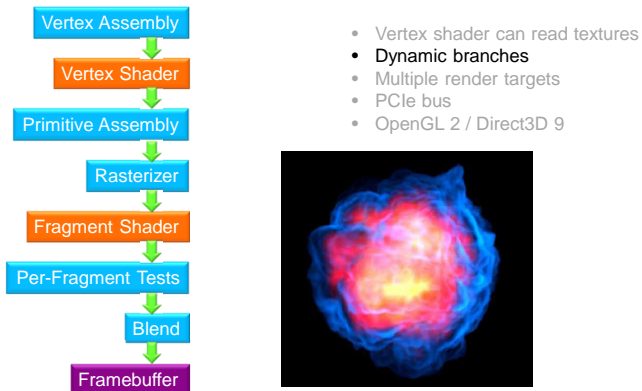 Vertex Assembly
Vertex Shader
Primitive Assembly
Rasterizer
Fragment Shader
Per-Fragment Tests
Blend
Framebuffer
• Vertex shader can read textures
• Dynamic branches
• Multiple render targets
• PCIe bus
• OpenGL 2 / Direct3D 9